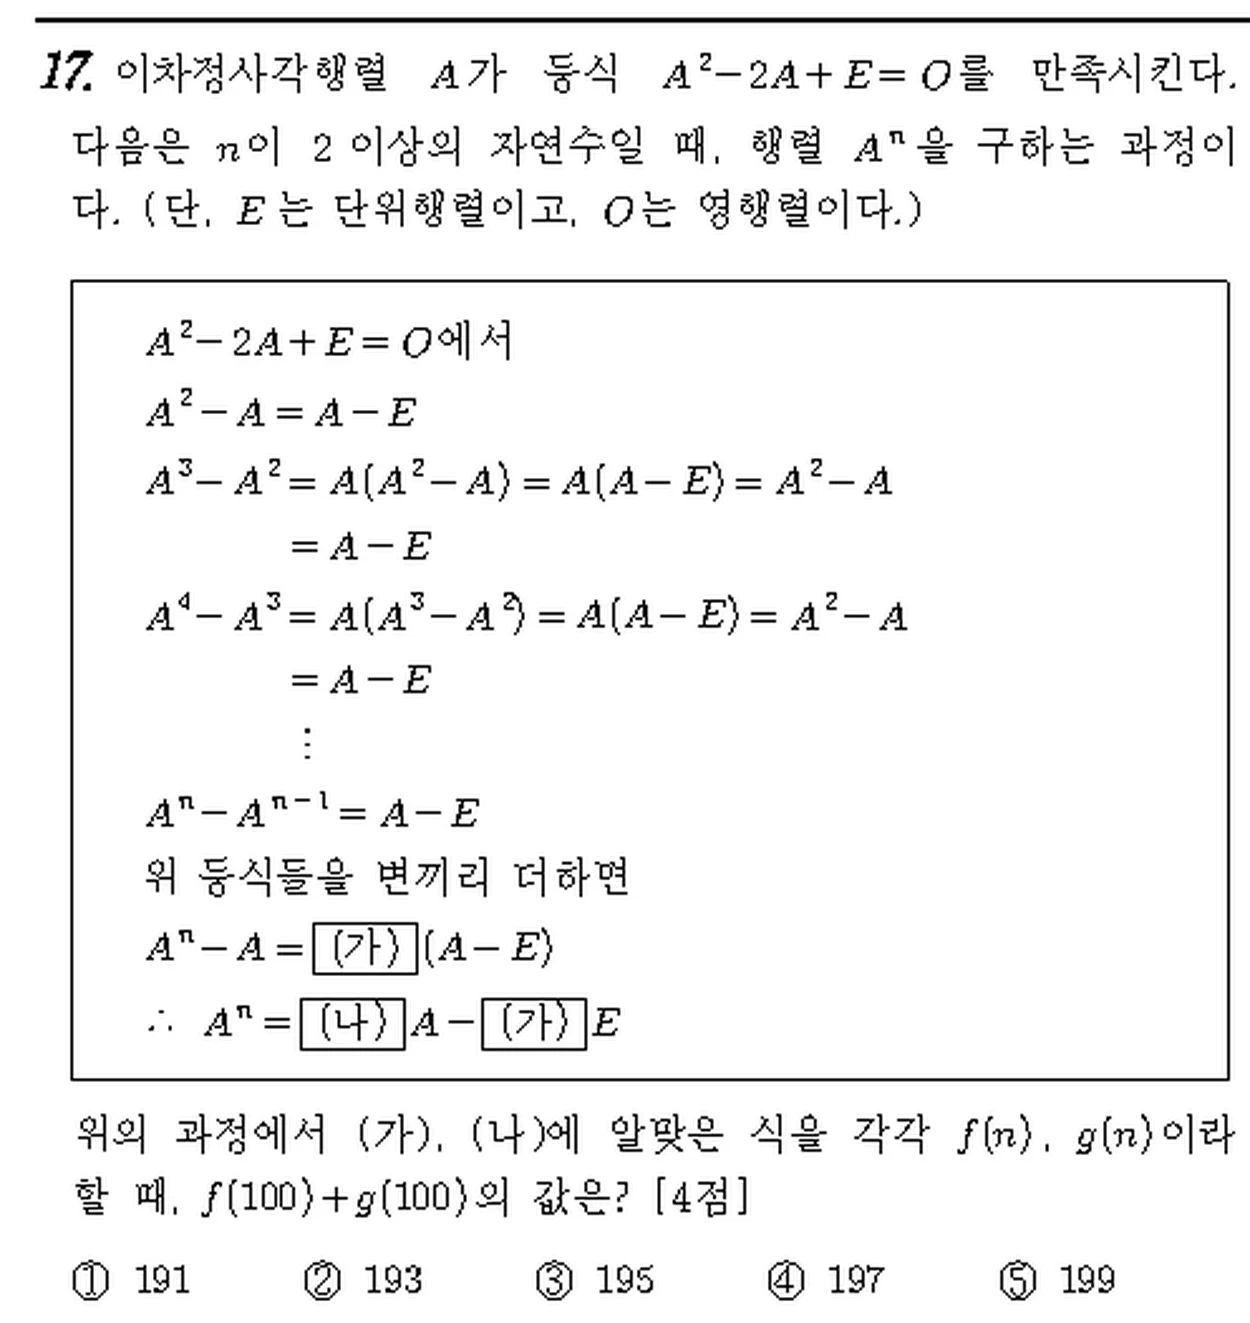 17. 이차정사각행렬 A가 등식 A²−2A+E=O를 만족시킨다.
다음은 n이 2 이상의 자연수일 때, 행렬 Aⁿ을 구하는 과정이
다. (단, E는 단위행렬이고, O는 영행렬이다.)
A²−2A+E=O에서
A²−A=A−E
A³−A²=A(A²−A)=A(A−E)=A²−A
=A−E
A⁴−A³=A(A³−A²)=A(A−E)=A²−A
=A−E
⋮
Aⁿ−Aⁿ⁻¹=A−E
위 등식들을 변끼리 더하면
Aⁿ−A=(가)(A−E)
∴ Aⁿ=(나)A−(가)E
위의 과정에서 (가), (나)에 알맞은 식을 각각 f(n), g(n)이라
할 때, f(100)+g(100)의 값은? [4점]
① 191 ② 193 ③ 195 ④ 197 ⑤ 199